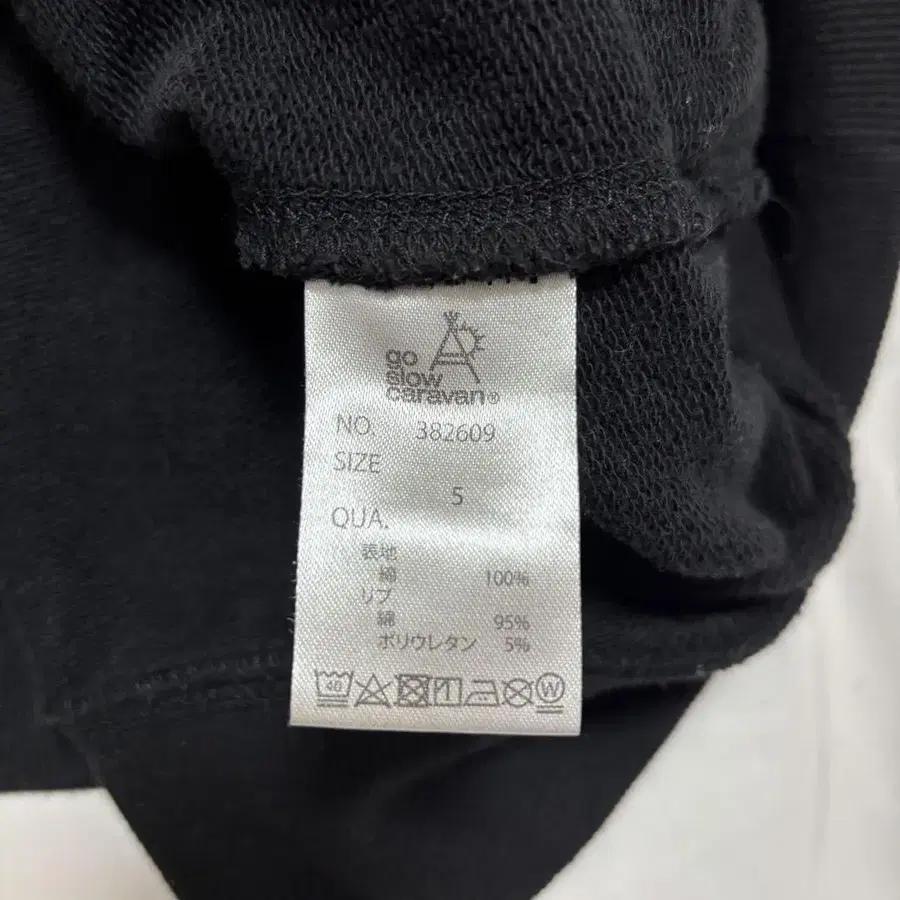 go
slow
caravan®
NO. 382609
SIZE
5
QUA.
表地
綿 100%
リブ
綿 95%
ポリウレタン 5%
40
W